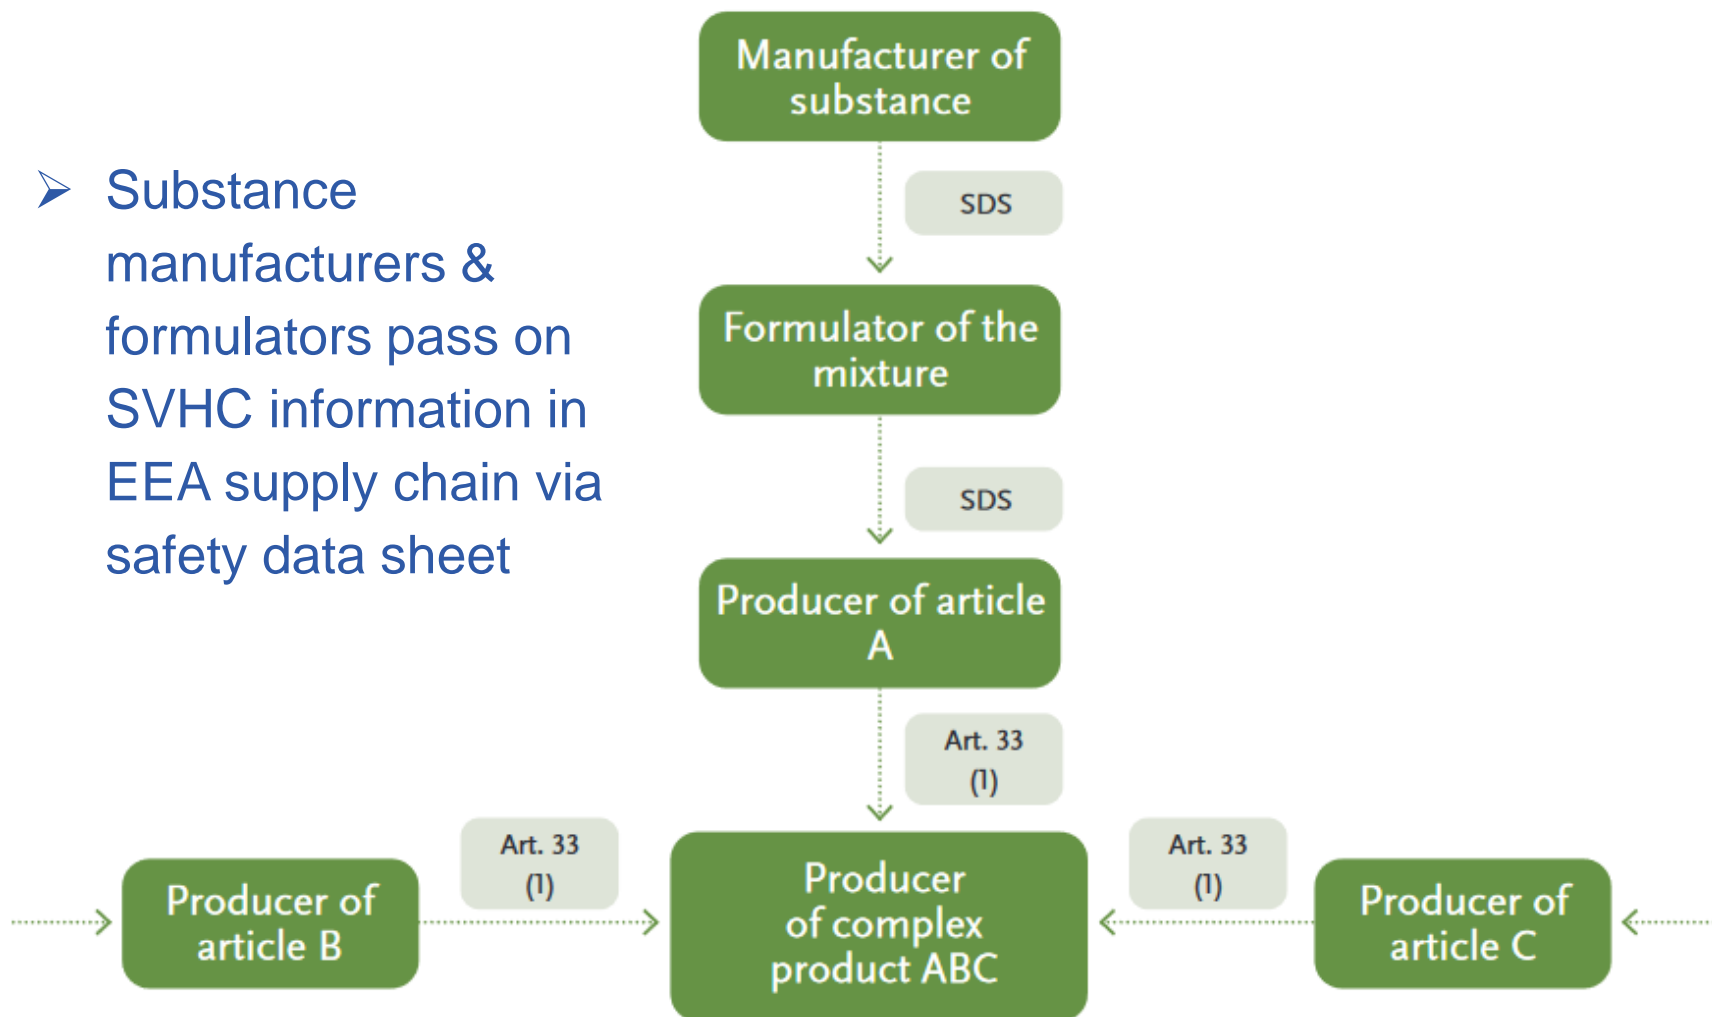 Manufacturer of
substance
➢ Substance
manufacturers &
formulators pass on
SVHC information in
EEA supply chain via
safety data sheet
SDS
Formulator of the
mixture
SDS
Producer of article
A
Art. 33
(1)
Art. 33
(1)
Art. 33
(1)
Producer of
article B
Producer
of complex
product ABC
Producer of
article C